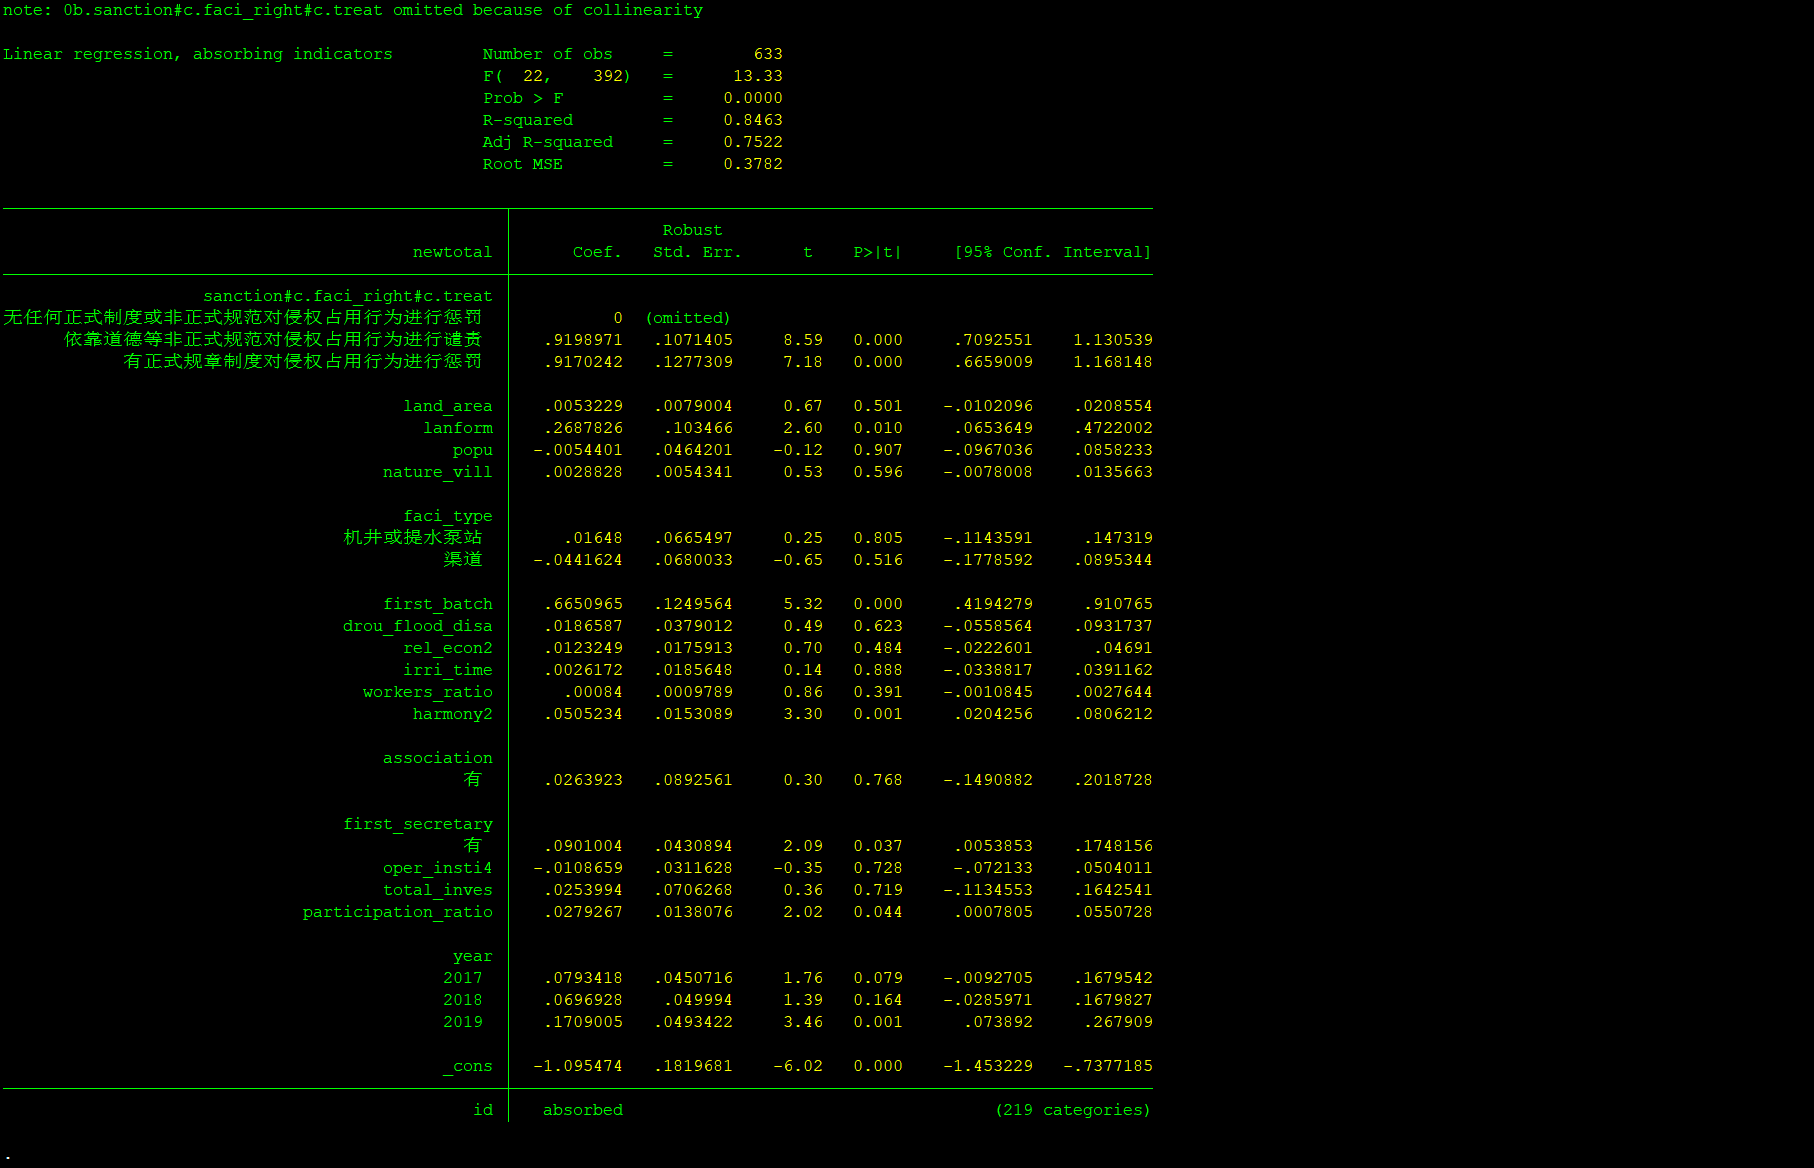 note: 0b.sanction#c.faci_right#c.treat omitted because of collinearity
Linear regression, absorbing indicators Number of obs = 633
F( 22, 392) = 13.33
Prob > F = 0.0000
R-squared = 0.8463
Adj R-squared = 0.7522
Root MSE = 0.3782
Robust
newtotal Coef. Std. Err. t P>|t| [95% Conf. Interval]
sanction#c.faci_right#c.treat
无任何正式制度或非正式规范对侵权占用行为进行惩罚 0 (omitted)
依靠道德等非正式规范对侵权占用行为进行谴责 .9198971 .1071405 8.59 0.000 .7092551 1.130539
有正式规章制度对侵权占用行为进行惩罚 .9170242 .1277309 7.18 0.000 .6659009 1.168148
land_area .0053229 .0079004 0.67 0.501 -.0102096 .0208554
lanform .2687826 .103466 2.60 0.010 .0653649 .4722002
popu -.0054401 .0464201 -0.12 0.907 -.0967036 .0858233
nature_vill .0028828 .0054341 0.53 0.596 -.0078008 .0135663
faci_type
机井或提水泵站 .01648 .0665497 0.25 0.805 -.1143591 .147319
渠道 -.0441624 .0680033 -0.65 0.516 -.1778592 .0895344
first_batch .6650965 .1249564 5.32 0.000 .4194279 .910765
drou_flood_disa .0186587 .0379012 0.49 0.623 -.0558564 .0931737
rel_econ2 .0123249 .0175913 0.70 0.484 -.0222601 .04691
irri_time .0026172 .0185648 0.14 0.888 -.0338817 .0391162
workers_ratio .00084 .0009789 0.86 0.391 -.0010845 .0027644
harmony2 .0505234 .0153089 3.30 0.001 .0204256 .0806212
association
有 .0263923 .0892561 0.30 0.768 -.1490882 .2018728
first_secretary
有 .0901004 .0430894 2.09 0.037 .0053853 .1748156
oper_insti4 -.0108659 .0311628 -0.35 0.728 -.072133 .0504011
total_inves .0253994 .0706268 0.36 0.719 -.1134553 .1642541
participation_ratio .0279267 .0138076 2.02 0.044 .0007805 .0550728
year
2017 .0793418 .0450716 1.76 0.079 -.0092705 .1679542
2018 .0696928 .049994 1.39 0.164 -.0285971 .1679827
2019 .1709005 .0493422 3.46 0.001 .073892 .267909
_cons -1.095474 .1819681 -6.02 0.000 -1.453229 -.7377185
id absorbed (219 categories)
.